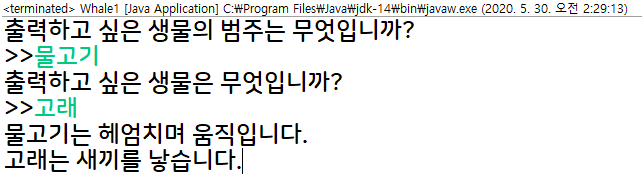 <terminated> Whale1 [Java Application] C:₩Program Files₩Java₩jdk-14₩bin₩javaw.exe (2020. 5. 30. 오전 2:29:13)
출력하고 싶은 생물의 범주는 무엇입니까?
>>물고기
출력하고 싶은 생물은 무엇입니까?
>>고래
물고기는 헤엄치며 움직입니다.
고래는 새끼를 낳습니다.